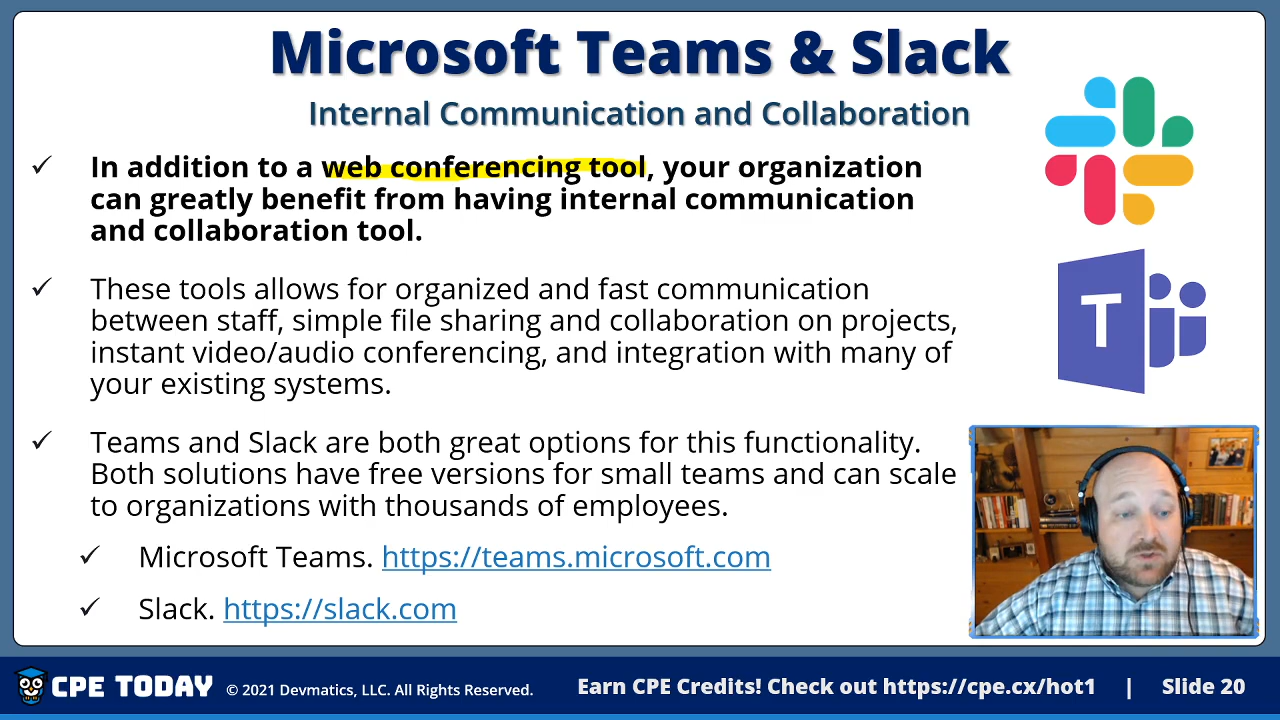 Microsoft Teams & Slack
Internal Communication and Collaboration
✓ In addition to a web conferencing tool, your organization
can greatly benefit from having internal communication
and collaboration tool.
✓ These tools allows for organized and fast communication
between staff, simple file sharing and collaboration on projects,
instant video/audio conferencing, and integration with many of
your existing systems.
✓ Teams and Slack are both great options for this functionality.
Both solutions have free versions for small teams and can scale
to organizations with thousands of employees.
✓ Microsoft Teams. https://teams.microsoft.com
✓ Slack. https://slack.com
T
CPE TODAY © 2021 Devmatics, LLC. All Rights Reserved. Earn CPE Credits! Check out https://cpe.cx/hot1 | Slide 20